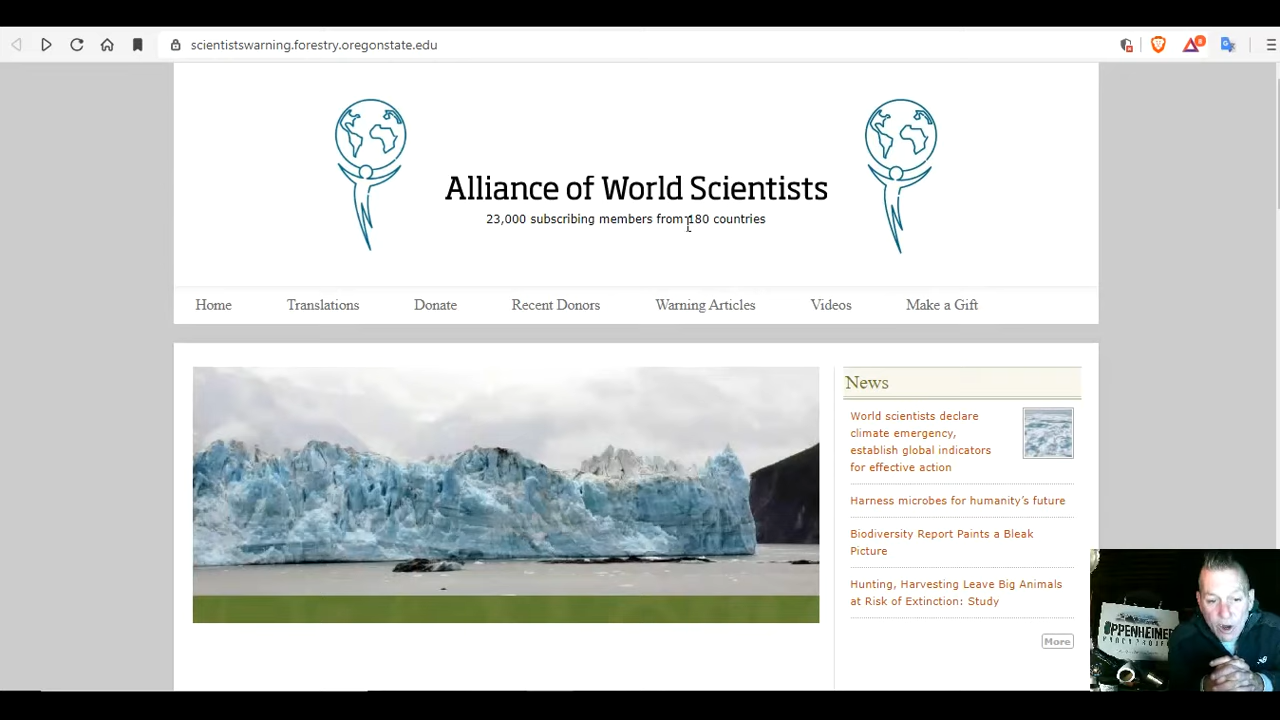 scientistswarning.forestry.oregonstate.edu
8
Alliance of World Scientists
23,000 subscribing members from 180 countries
Home Translations Donate Recent Donors Warning Articles Videos Make a Gift
News
World scientists declare
climate emergency,
establish global indicators
for effective action
Harness microbes for humanity's future
Biodiversity Report Paints a Bleak
Picture
Hunting, Harvesting Leave Big Animals
at Risk of Extinction: Study
More
OPPENHEIMER